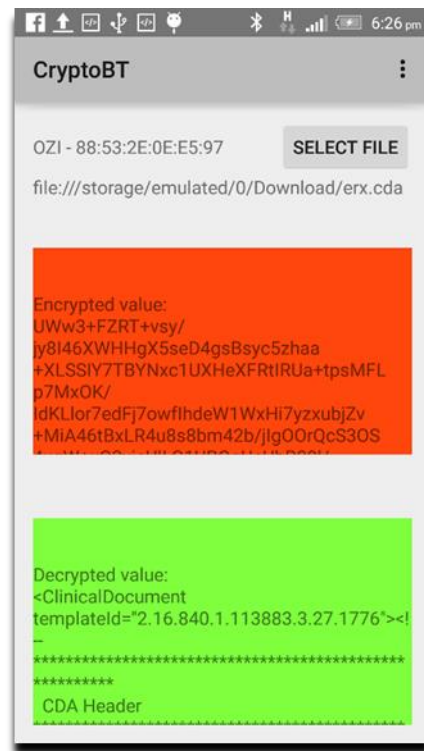 6:26 pm
CryptoBT
OZI - 88:53:2E:0E:E5:97
SELECT FILE
file:///storage/emulated/0/Download/erx.cda
Encrypted value:
UWw3+FZRT+vsy/
jy8I46XWHHgX5seD4gsBsyc5zhaa
+XLSSIY7TBYNxc1UXHeXFRtIRUa+tpsMFL
p7MxOK/
IdKLlor7edFj7owfIhdeW1WxHi7yzxubjZv
+MiA46tBxLR4u8s8bm42b/jIgOOrQcS3OS
Decrypted value:
<ClinicalDocument
templateId="2.16.840.1.113883.3.27.1776"><!
--
**********************************************
**********
CDA Header